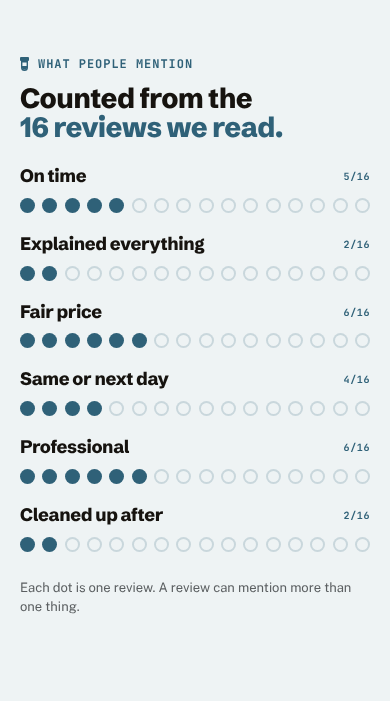 WHAT PEOPLE MENTION
Counted from the
16 reviews we read.
On time
5/16
Explained everything
2/16
Fair price
6/16
Same or next day
4/16
Professional
6/16
Cleaned up after
2/16
Each dot is one review. A review can mention more than
one thing.